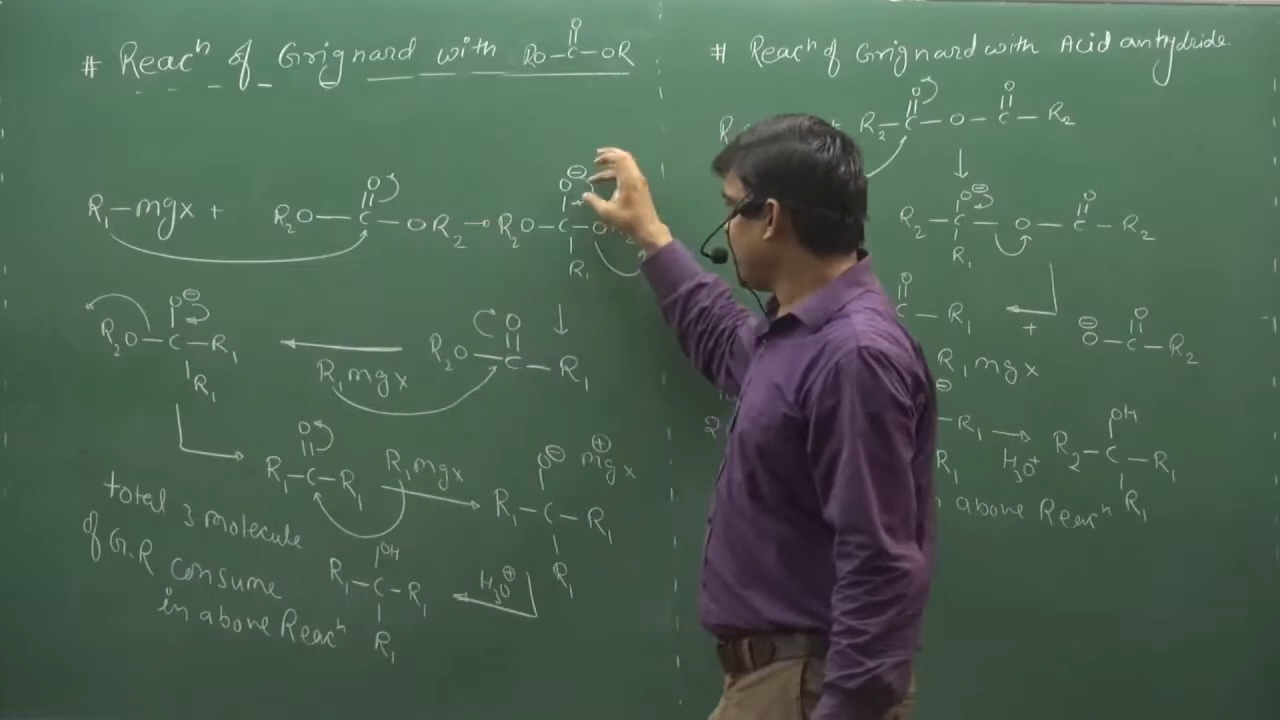 # Reacⁿ of Grignard with RO–C–OR
O
R₁–mgx + R₂O–C–OR₂ → R₂O–C–O
O O⊖
R₁
R₂O–C–R₁ ← R₂O–C–R₁
O⊖ O
R₁ R₁mgx
R₁–C–R₁ R₁mgx → R₁–C–R₁
O O⊖ ⊕mgx
R₁
total 3 molecule
of G.R consume
in above Reacⁿ
OH
R₁–C–R₁ ← H₃O⊕
R₁
# Reacⁿ of Grignard with Acid anhydride
O O
R₂–C–O–C–R₂
↓
O⊖ O
R₂–C–O–C–R₂
R₁
O
C–R₁ ← + ⊖O–C–R₂
O
R₁mgx
⊖
–R₁ → R₂–C–R₁
H₃O⁺ OH
R₁ R₁
above Reacⁿ